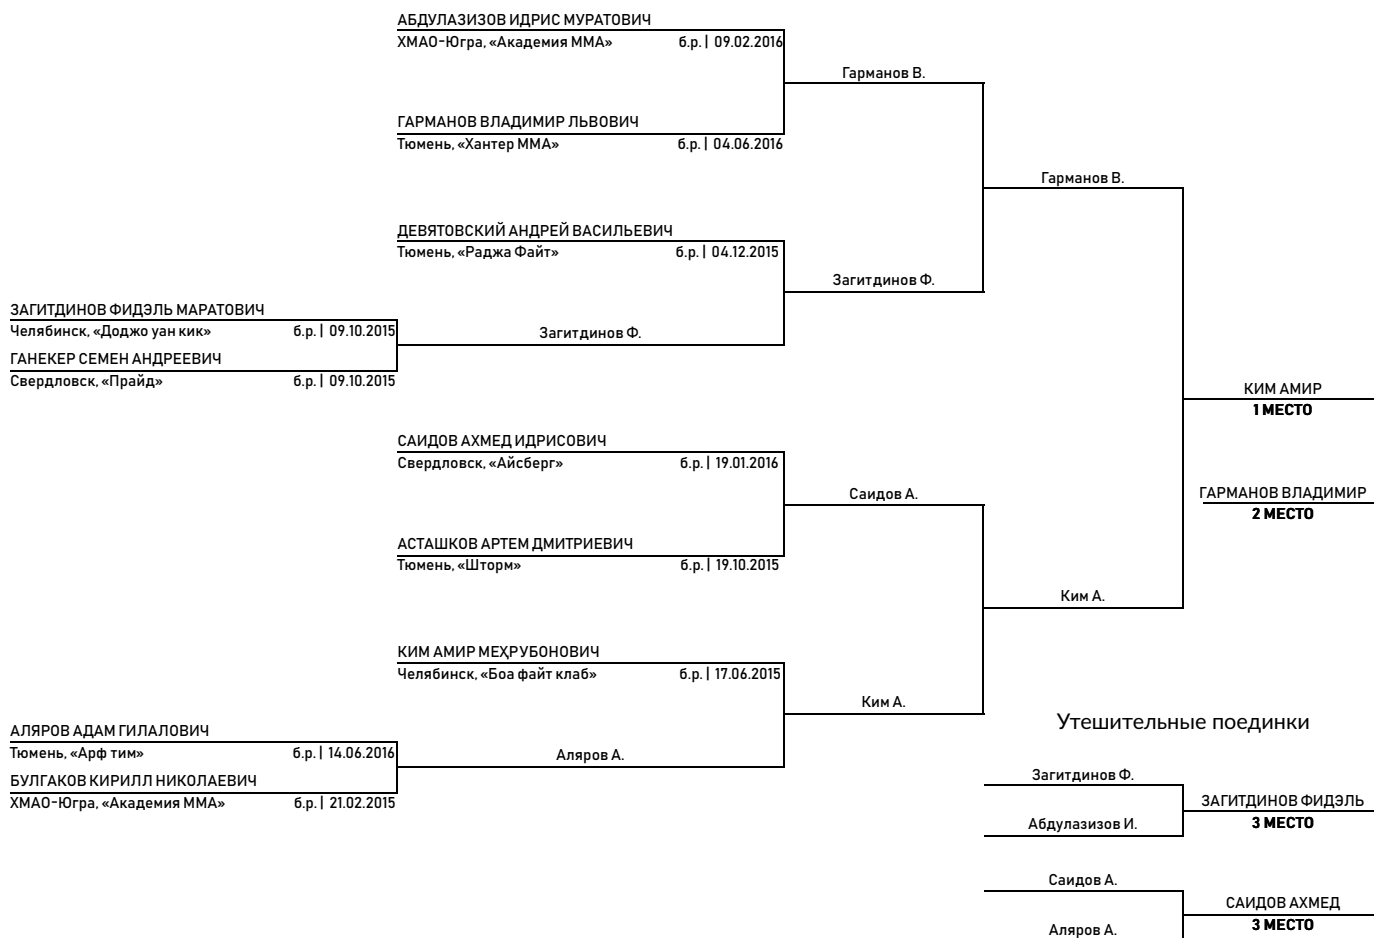 АБДУЛАЗИЗОВ ИДРИС МУРАТОВИЧ
ХМАО-Югра, «Академия ММА» б.р. | 09.02.2016
Гарманов В.
ГАРМАНОВ ВЛАДИМИР ЛЬВОВИЧ
Тюмень, «Хантер ММА» б.р. | 04.06.2016
Гарманов В.
ДЕВЯТОВСКИЙ АНДРЕЙ ВАСИЛЬЕВИЧ
Тюмень, «Раджа Файт» б.р. | 04.12.2015
Загитдинов Ф.
ЗАГИТДИНОВ ФИДЭЛЬ МАРАТОВИЧ
Челябинск, «Доджо уан кик» б.р. | 09.10.2015
Загитдинов Ф.
ГАНЕКЕР СЕМЕН АНДРЕЕВИЧ
Свердловск, «Прайд» б.р. | 09.10.2015
КИМ АМИР
1 МЕСТО
САИДОВ АХМЕД ИДРИСОВИЧ
Свердловск, «Айсберг» б.р. | 19.01.2016
Саидов А.
ГАРМАНОВ ВЛАДИМИР
2 МЕСТО
АСТАШКОВ АРТЕМ ДМИТРИЕВИЧ
Тюмень, «Шторм» б.р. | 19.10.2015
Ким А.
КИМ АМИР МЕҲРУБОНОВИЧ
Челябинск, «Боа файт клаб» б.р. | 17.06.2015
Ким А.
Утешительные поединки
АЛЯРОВ АДАМ ГИЛАЛОВИЧ
Тюмень, «Арф тим» б.р. | 14.06.2016
Аляров А.
БУЛГАКОВ КИРИЛЛ НИКОЛАЕВИЧ
ХМАО-Югра, «Академия ММА» б.р. | 21.02.2015
Загитдинов Ф.
ЗАГИТДИНОВ ФИДЭЛЬ
3 МЕСТО
Абдулазизов И.
Саидов А.
САИДОВ АХМЕД
3 МЕСТО
Аляров А.